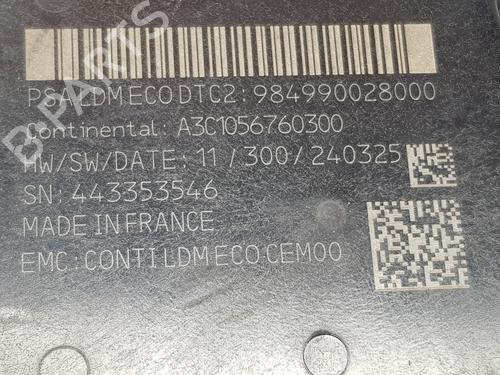 B-PARTS
PSA LDM ECO DTC2: 984990028000
Continental: A3C1056760300
HW/SW/DATE: 11 / 300 / 240325
SN: 443353546
MADE IN FRANCE
EMC: CONTI LDM ECO CEM00